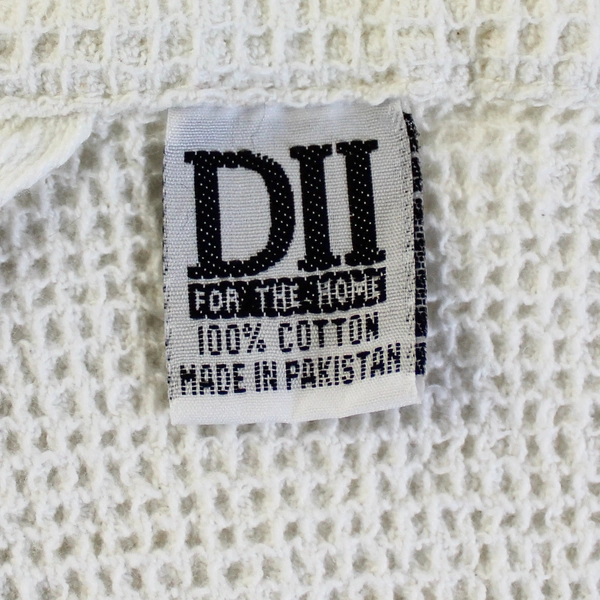 DII
FOR THE HOME
100% COTTON
MADE IN PAKISTAN